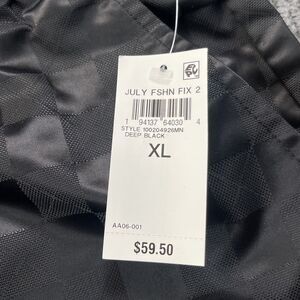 JULY FSHN FIX 2
1 94137 64030 4
STYLE 100204926MN
DEEP BLACK
XL
AA06-001
$59.50